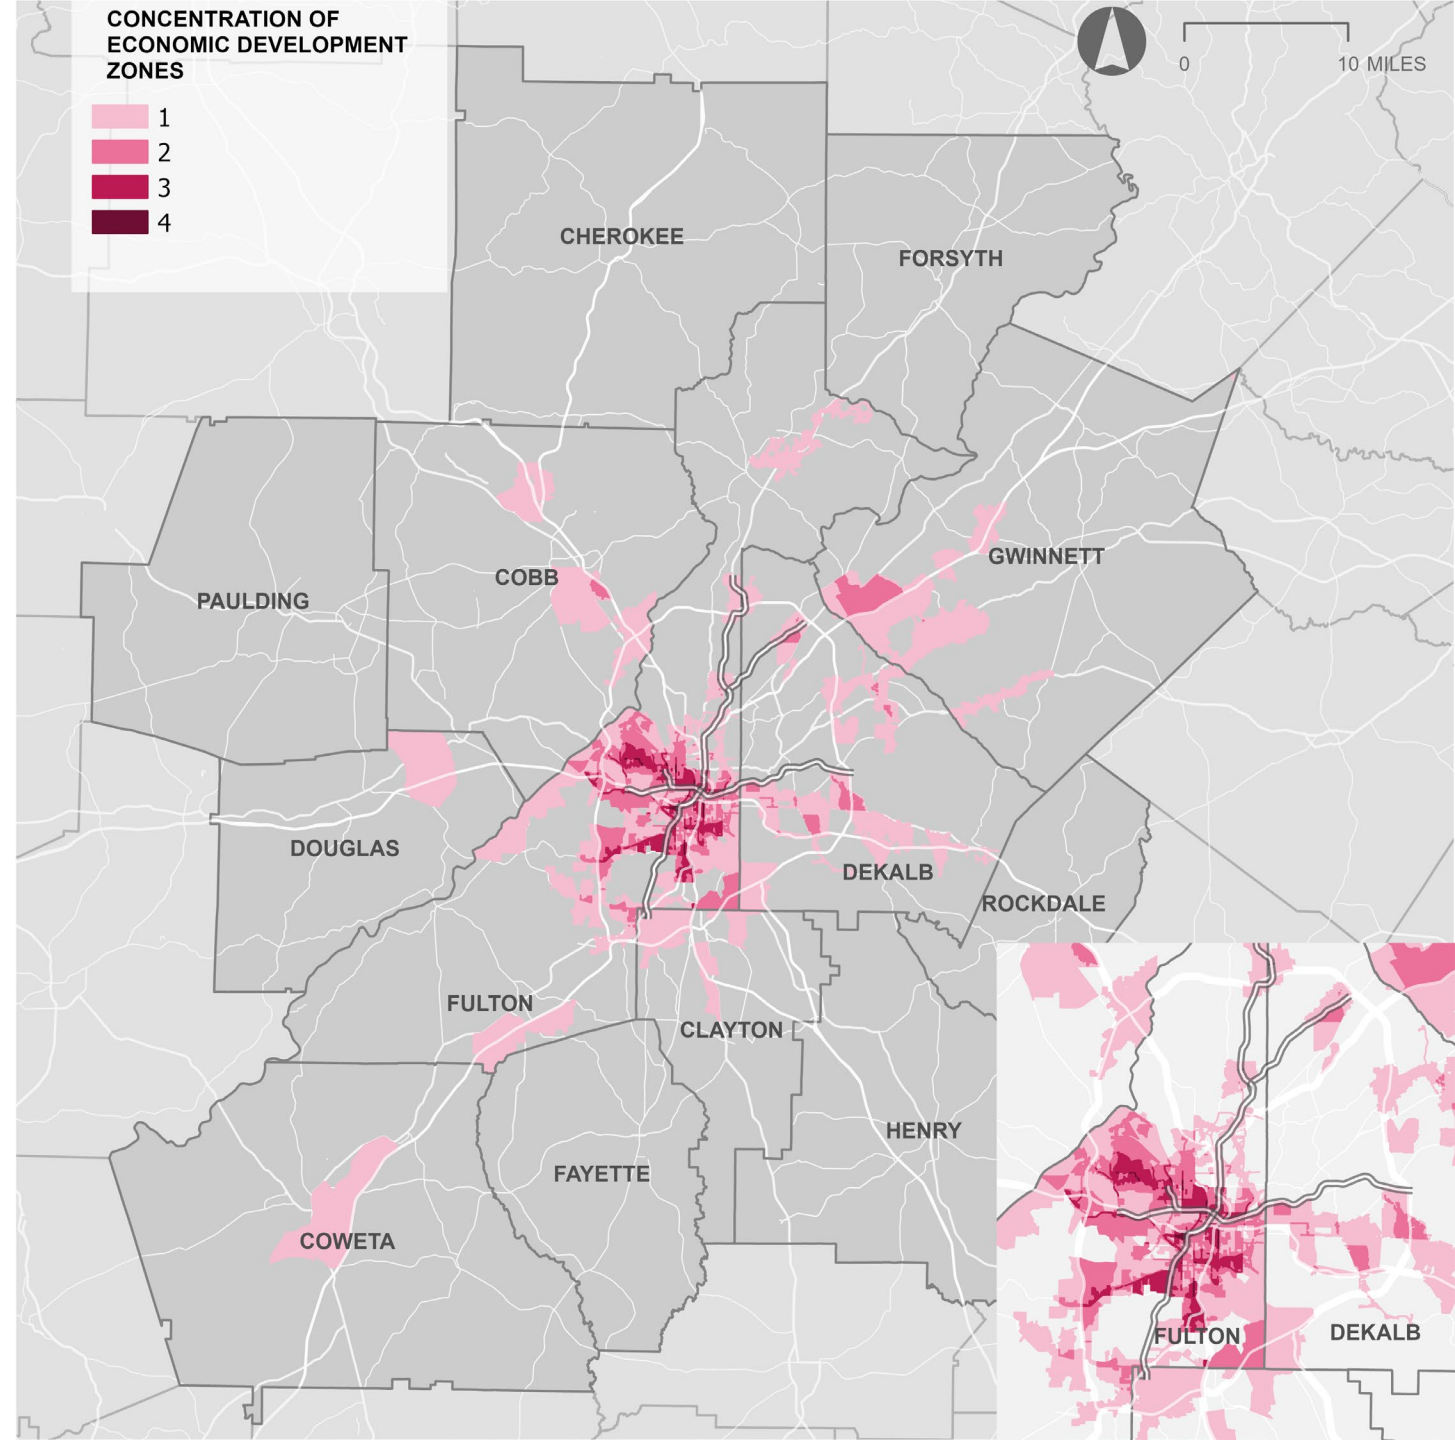 CONCENTRATION OF
ECONOMIC DEVELOPMENT
ZONES
1
2
3
4
0 10 MILES
CHEROKEE
FORSYTH
GWINNETT
COBB
PAULDING
DOUGLAS
DEKALB
ROCKDALE
FULTON
CLAYTON
HENRY
FAYETTE
COWETA
FULTON
DEKALB